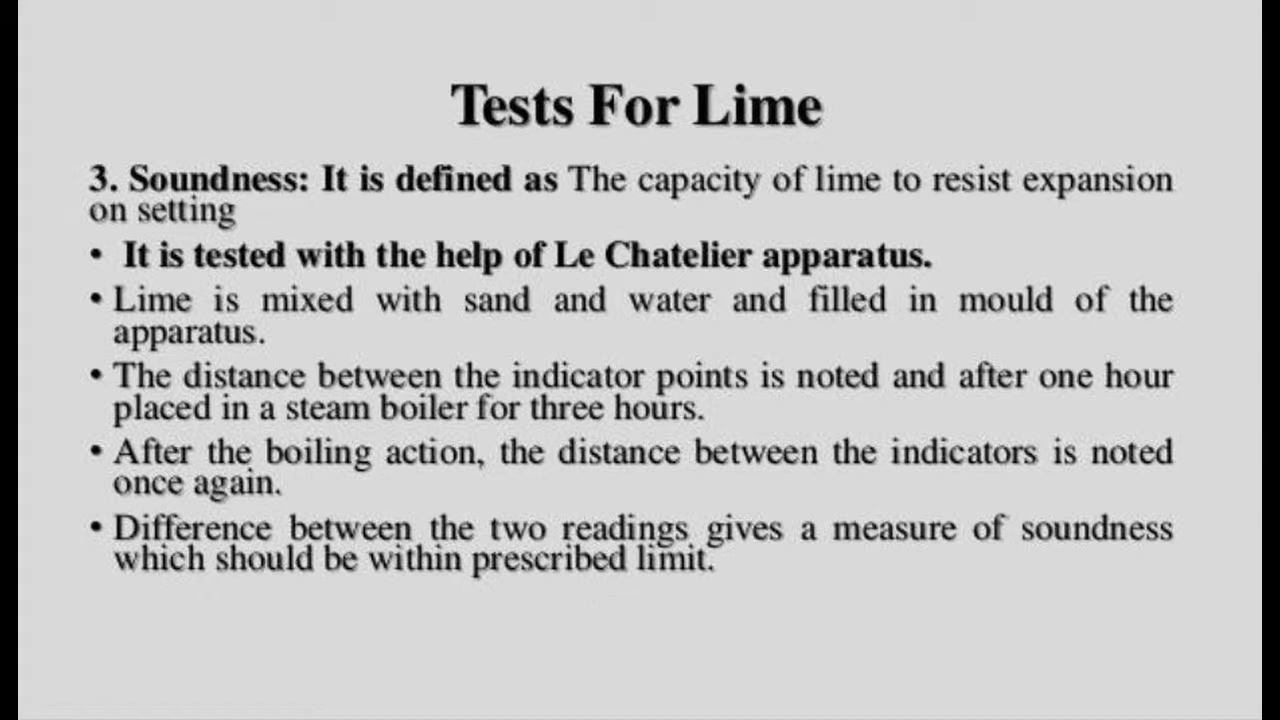 Tests For Lime
3. Soundness: It is defined as The capacity of lime to resist expansion
on setting
• It is tested with the help of Le Chatelier apparatus.
• Lime is mixed with sand and water and filled in mould of the
apparatus.
• The distance between the indicator points is noted and after one hour
placed in a steam boiler for three hours.
• After the boiling action, the distance between the indicators is noted
once again.
• Difference between the two readings gives a measure of soundness
which should be within prescribed limit.